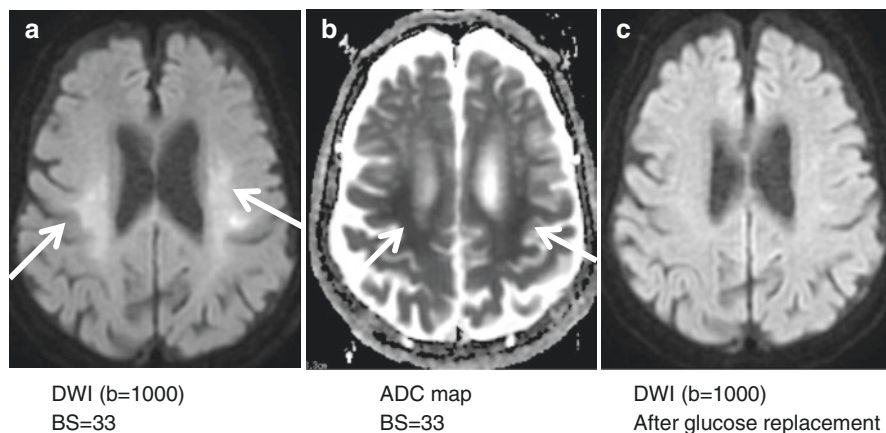 a
b
c
DWI (b=1000)
BS=33
ADC map
BS=33
DWI (b=1000)
After glucose replacement